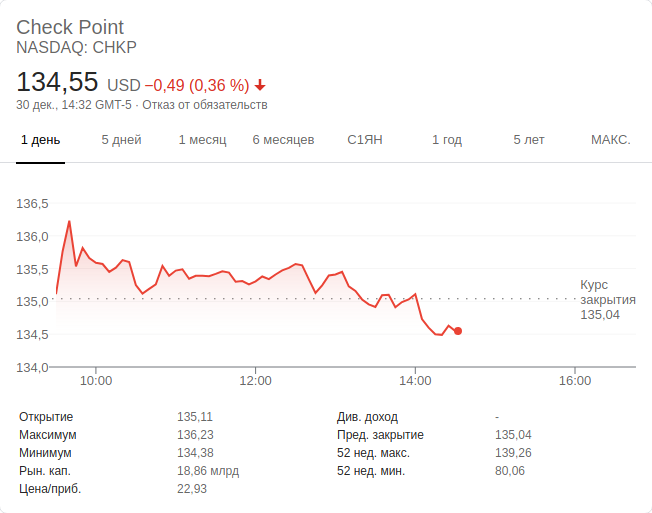 Check Point
NASDAQ: CHKP
134,55 USD −0,49 (0,36 %)
30 дек., 14:32 GMT-5 · Отказ от обязательств
1 день 5 дней 1 месяц 6 месяцев С1ЯН 1 год 5 лет МАКС.
136,5
136,0
135,5
135,0
134,5
134,0
Курс
закрытия
135,04
10:00 12:00 14:00 16:00
Открытие 135,11 Див. доход -
Максимум 136,23 Пред. закрытие 135,04
Минимум 134,38 52 нед. макс. 139,26
Рын. кап. 18,86 млрд 52 нед. мин. 80,06
Цена/приб. 22,93